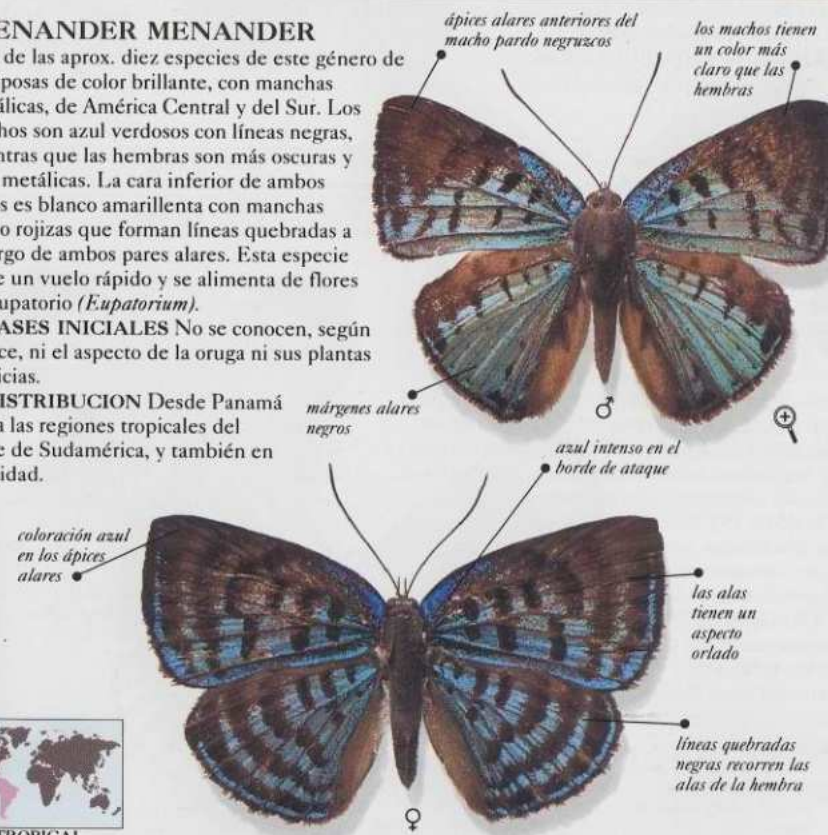 ENANDER MENANDER
de las aprox. diez especies de este género de
posas de color brillante, con manchas
álicas, de América Central y del Sur. Los
hos son azul verdosos con líneas negras,
ntras que las hembras son más oscuras y
metálicas. La cara inferior de ambos
s es blanco amarillenta con manchas
o rojizas que forman líneas quebradas a
rgo de ambos pares alares. Esta especie
e un vuelo rápido y se alimenta de flores
upatorio (Eupatorium).
ASES INICIALES No se conocen, según
ce, ni el aspecto de la oruga ni sus plantas
icias.
ISTRIBUCION Desde Panamá
a las regiones tropicales del
e de Sudamérica, y también en
idad.
ápices alares anteriores del
macho pardo negruzcos
los machos tienen
un color más
claro que las
hembras
márgenes alares
negros
♂
azul intenso en el
borde de ataque
coloración azul
en los ápices
alares
las alas
tienen un
aspecto
orlado
líneas quebradas
negras recorren las
alas de la hembra
♀
TROPICAL